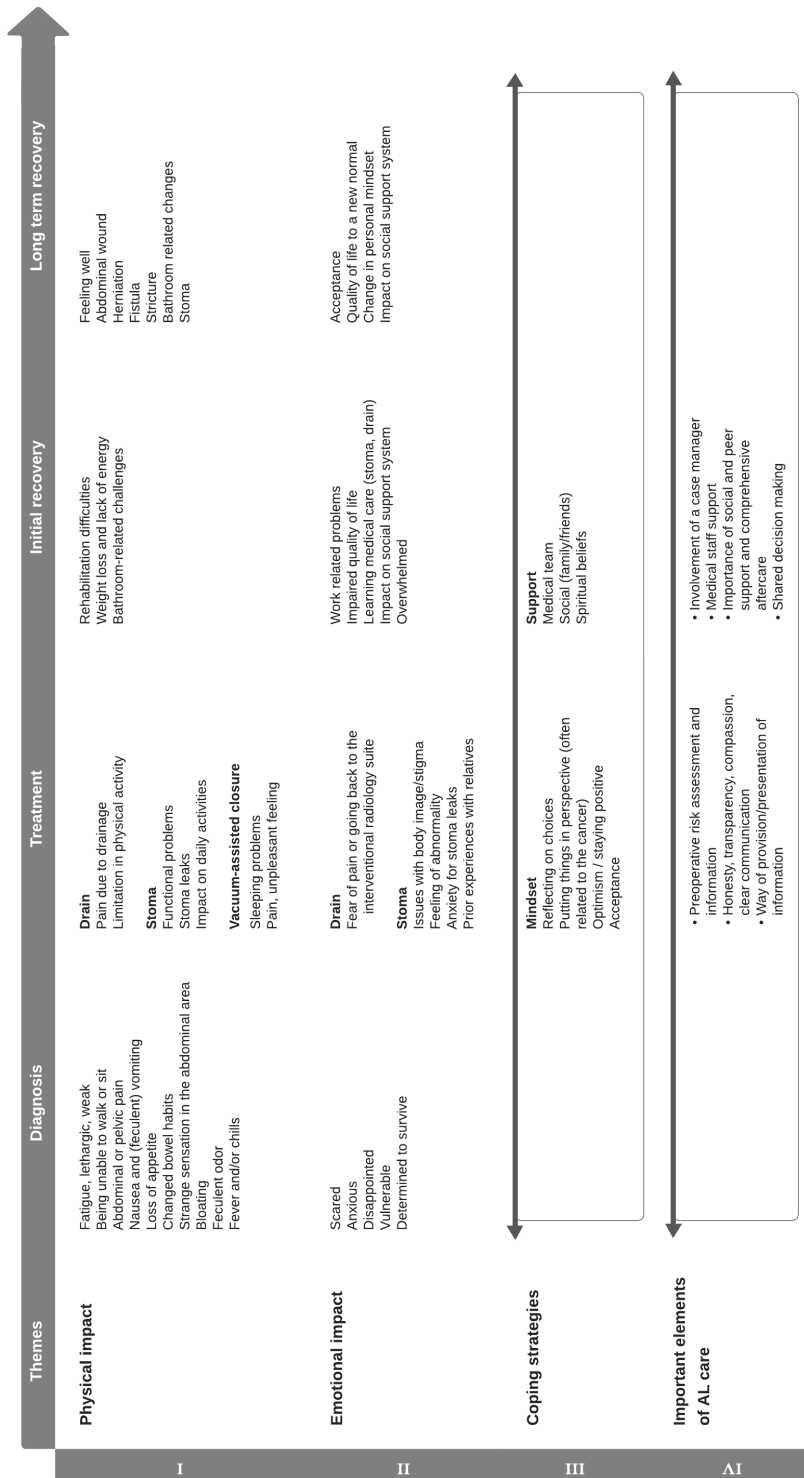 Themes
Diagnosis
Treatment
Initial recovery
Long term recovery
I
Physical impact
Fatigue, lethargic, weak
Being unable to walk or sit
Abdominal or pelvic pain
Nausea and (feculent) vomiting
Loss of appetite
Changed bowel habits
Strange sensation in the abdominal area
Bloating
Feculent odor
Fever and/or chills
Drain
Pain due to drainage
Limitation in physical activity
Stoma
Functional problems
Stoma leaks
Impact on daily activities
Vacuum-assisted closure
Sleeping problems
Pain, unpleasant feeling
Rehabilitation difficulties
Weight loss and lack of energy
Bathroom-related challenges
Feeling well
Abdominal wound
Herniation
Fistula
Stricture
Bathroom related changes
Stoma
II
Emotional impact
Scared
Anxious
Disappointed
Vulnerable
Determined to survive
Drain
Fear of pain or going back to the
interventional radiology suite
Stoma
Issues with body image/stigma
Feeling of abnormality
Anxiety for stoma leaks
Prior experiences with relatives
Work related problems
Impaired quality of life
Learning medical care (stoma, drain)
Impact on social support system
Overwhelmed
Acceptance
Quality of life to a new normal
Change in personal mindset
Impact on social support system
III
Coping strategies
Mindset
Reflecting on choices
Putting things in perspective (often
related to the cancer)
Optimism / staying positive
Acceptance
Support
Medical team
Social (family/friends)
Spiritual beliefs
IV
Important elements
of AL care
• Preoperative risk assessment and
information
• Honesty, transparency, compassion,
clear communication
• Way of provision/presentation of
information
• Involvement of a case manager
• Medical staff support
• Importance of social and peer
support and comprehensive
aftercare
• Shared decision making